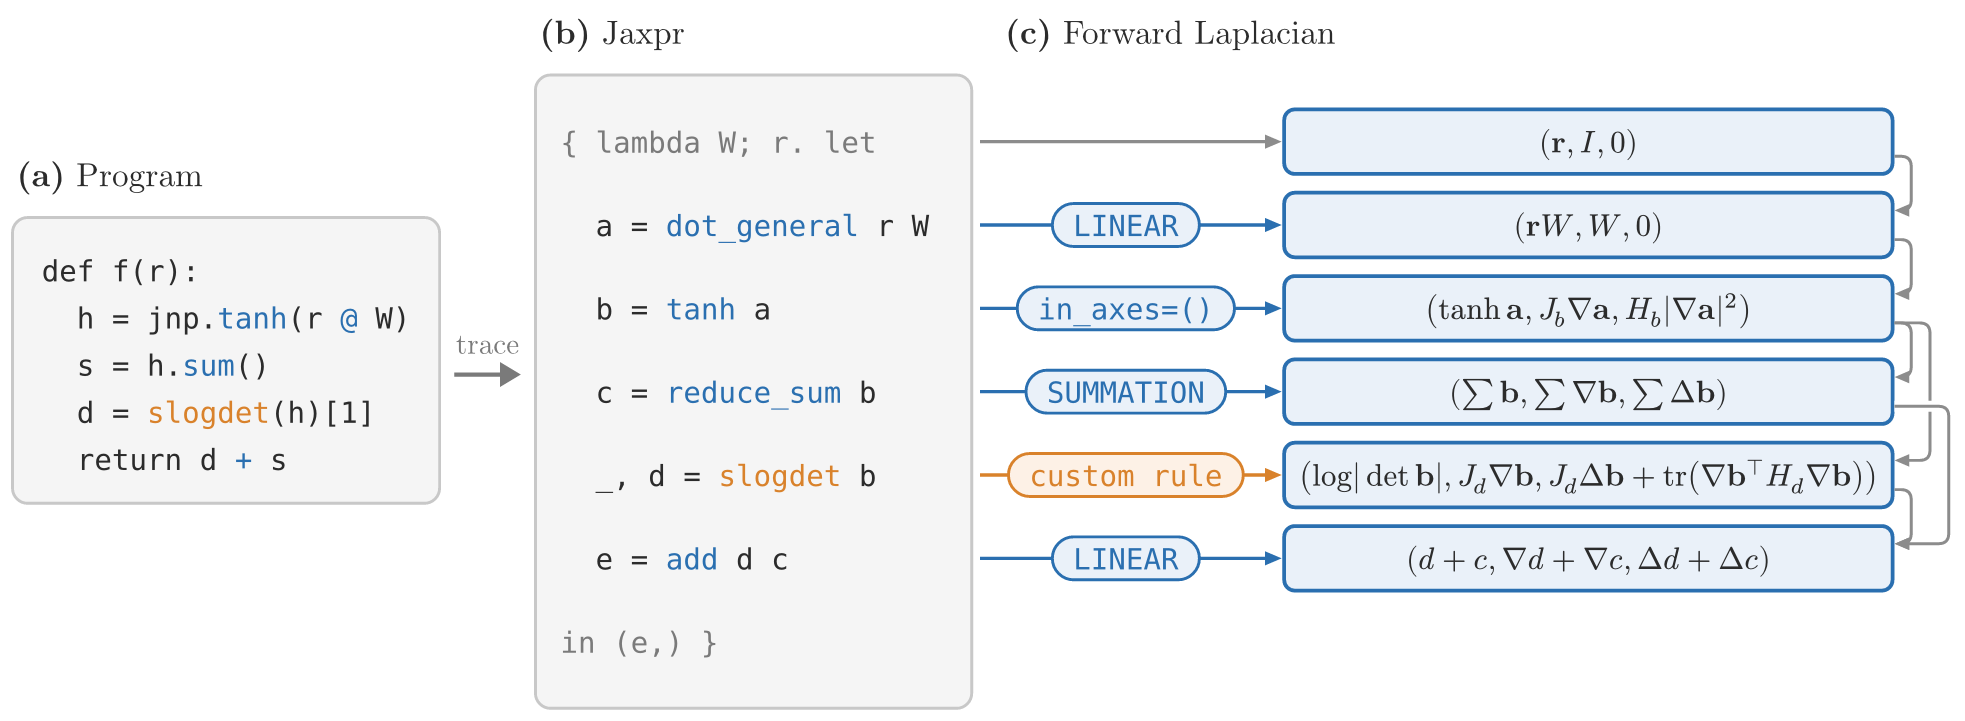 (a) Program
def f(r):
h = jnp.tanh(r @ W)
s = h.sum()
d = slogdet(h)[1]
return d + s
trace
(b) Jaxpr
{ lambda W; r. let
a = dot_general r W
b = tanh a
c = reduce_sum b
_, d = slogdet b
e = add d c
in (e,) }
(c) Forward Laplacian
(r, I, 0)
LINEAR
(rW, W, 0)
in_axes=()
(tanh a, J_b∇a, H_b|∇a|²)
SUMMATION
(∑ b, ∑ ∇b, ∑ Δb)
custom rule
(log| det b|, J_d∇b, J_dΔb + tr(∇b^⊤H_d∇b))
LINEAR
(d + c, ∇d + ∇c, Δd + Δc)